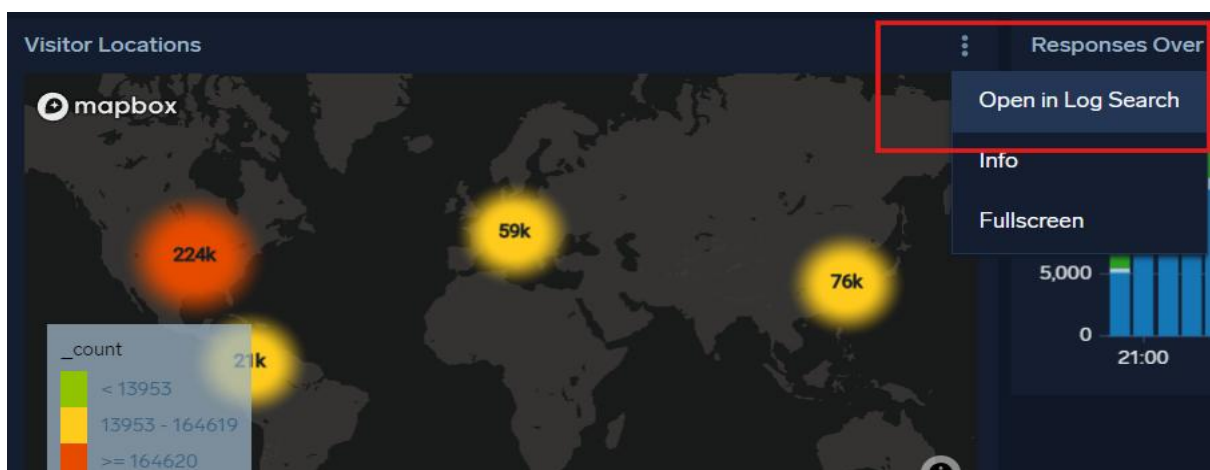 Visitor Locations
Responses Over
mapbox
Open in Log Search
Info
Fullscreen
224k
59k
76k
21k
_count
< 13953
13953 - 164619
>= 164620
5,000
0
21:00